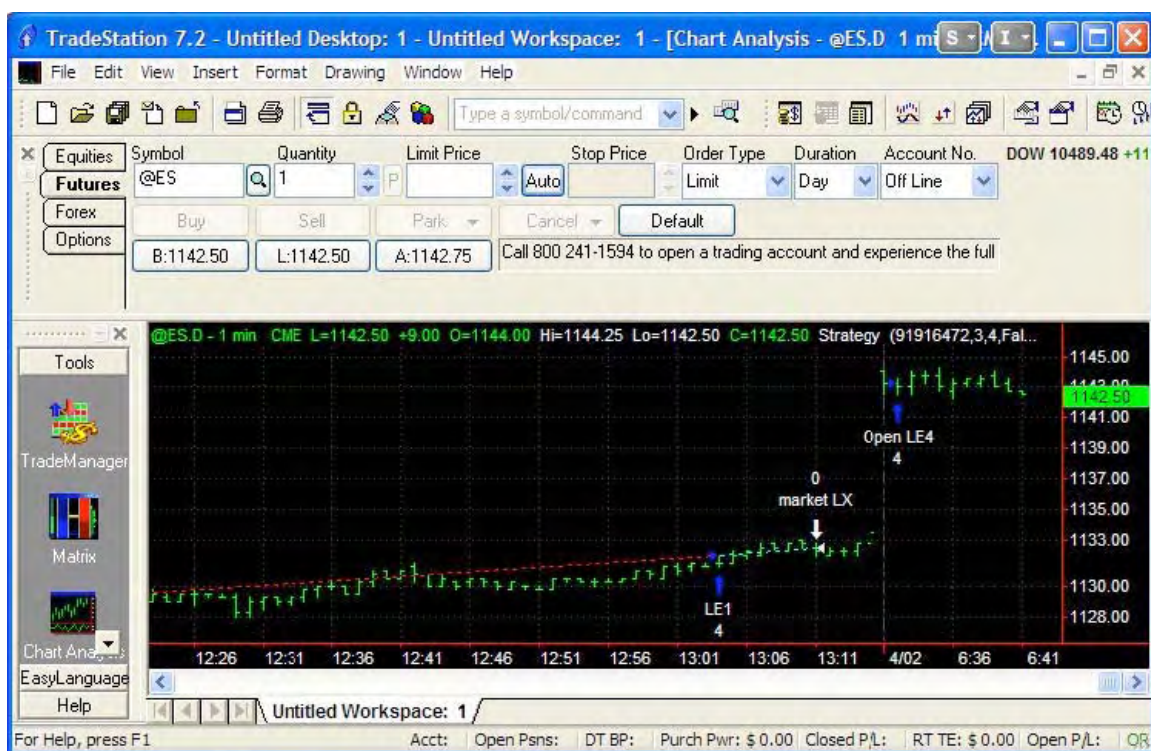 TradeStation 7.2 - Untitled Desktop: 1 - Untitled Workspace: 1 - [Chart Analysis - @ES.D 1 mi
S I
File Edit View Insert Format Drawing Window Help
Type a symbol/command
Equities Symbol Quantity Limit Price Stop Price Order Type Duration Account No. DOW 10489.48 +11
Futures @ES 1 P Auto Limit Day Off Line
Forex Buy Sell Park Cancel Default
Options B:1142.50 L:1142.50 A:1142.75 Call 800 241-1594 to open a trading account and experience the full
@ES.D - 1 min CME L=1142.50 +9.00 O=1144.00 Hi=1144.25 Lo=1142.50 C=1142.50 Strategy (91916472,3,4,Fal...
Tools
1145.00
1142.50
1141.00
Open LE4
4
1139.00
TradeManager
0
1137.00
market LX
1135.00
1133.00
Matrix
1130.00
LE1
4
1128.00
Chart Analysis
12:26 12:31 12:36 12:41 12:46 12:51 12:56 13:01 13:06 13:11 4/02 6:36 6:41
EasyLanguage
Help
Untitled Workspace: 1
For Help, press F1 Acct: Open Psns: DT BP: Purch Pwr: $0.00 Closed P/L: RT TE: $0.00 Open P/L: